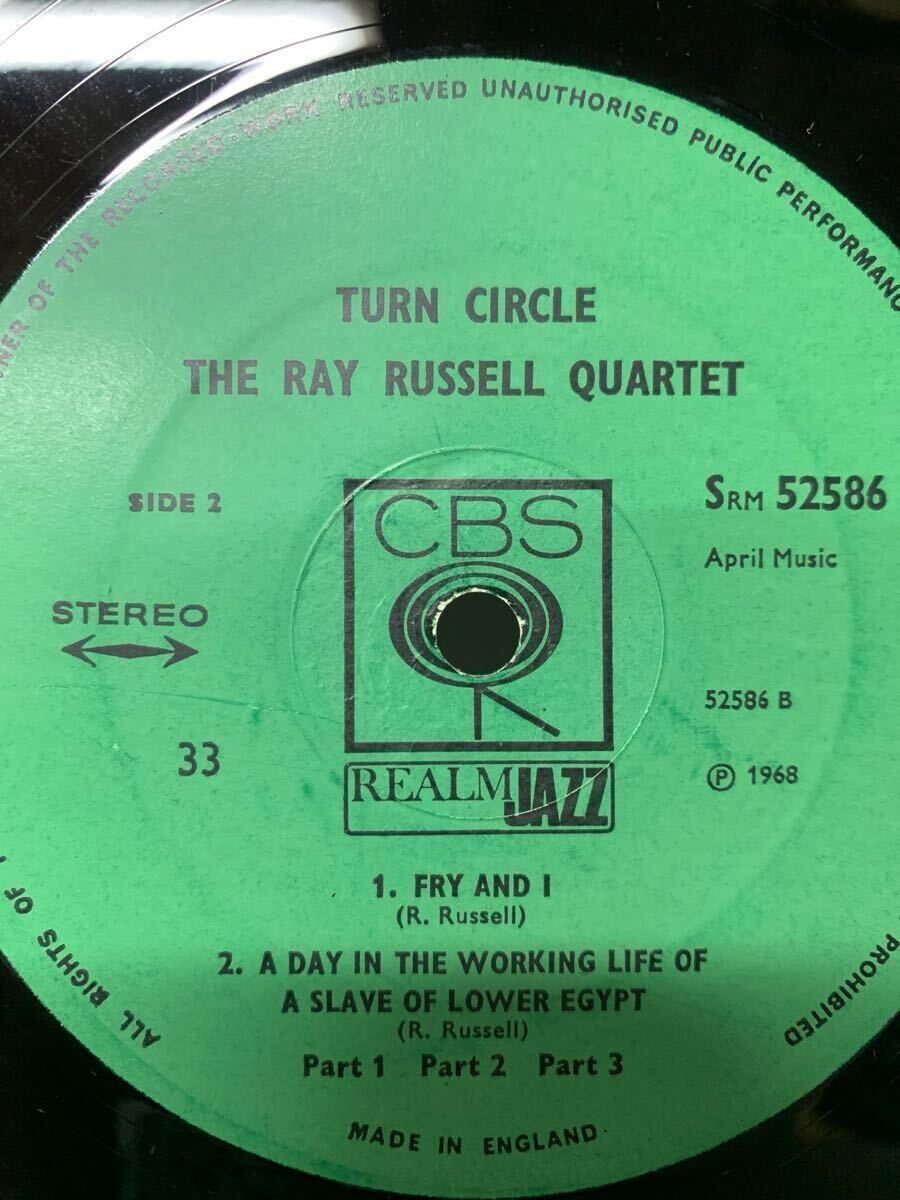 OF THE RECORDED WORK RESERVED UNAUTHORISED PUBLIC PERFORMANC
TURN CIRCLE
THE RAY RUSSELL QUARTET
SIDE 2
SRM 52586
CBS
April Music
STEREO
R
52586 B
33
℗ 1968
REALM JAZZ
1. FRY AND I
(R. Russell)
2. A DAY IN THE WORKING LIFE OF
A SLAVE OF LOWER EGYPT
(R. Russell)
Part 1 Part 2 Part 3
MADE IN ENGLAND
PROHIBITED
ALL RIGHTS OF